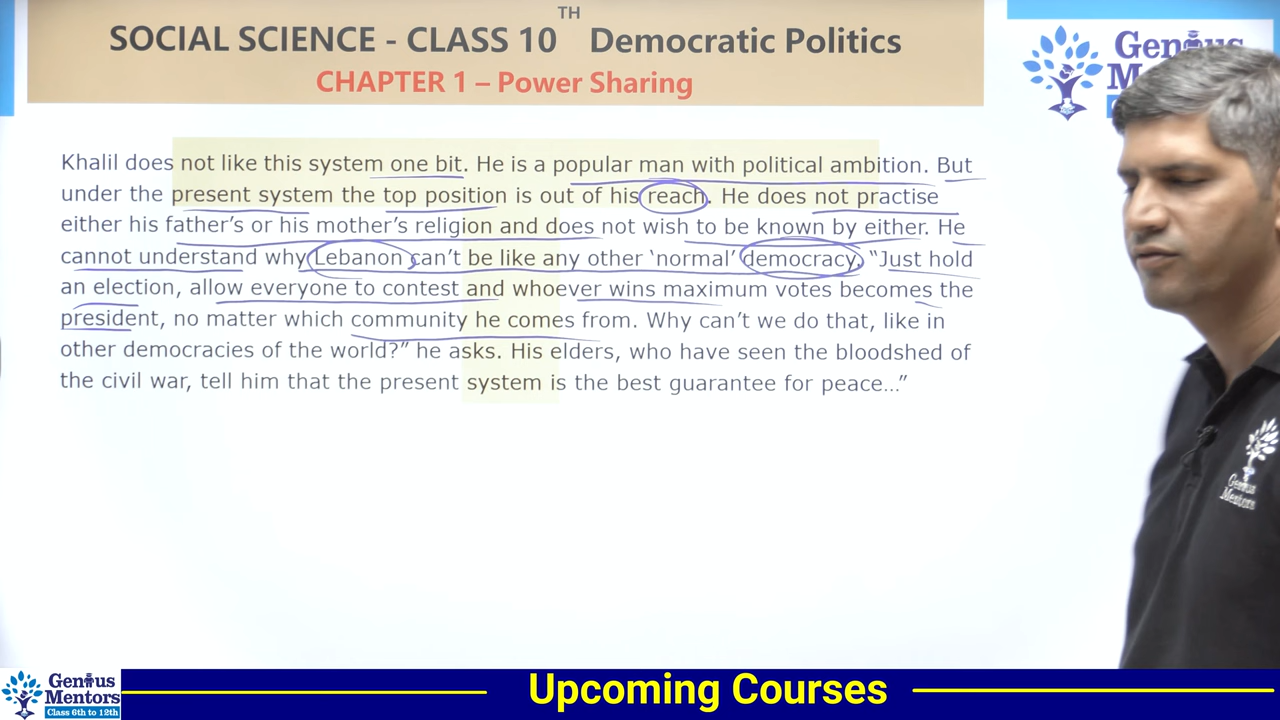 SOCIAL SCIENCE - CLASS 10TH Democratic Politics
CHAPTER 1 – Power Sharing
Genius
Khalil does not like this system one bit. He is a popular man with political ambition. But
under the present system the top position is out of his reach. He does not practise
either his father's or his mother's religion and does not wish to be known by either. He
cannot understand why Lebanon can't be like any other ‘normal’ democracy. “Just hold
an election, allow everyone to contest and whoever wins maximum votes becomes the
president, no matter which community he comes from. Why can't we do that, like in
other democracies of the world?” he asks. His elders, who have seen the bloodshed of
the civil war, tell him that the present system is the best guarantee for peace...”
Genius
Mentors
Genius
Mentors
Class 6th to 12th
Upcoming Courses